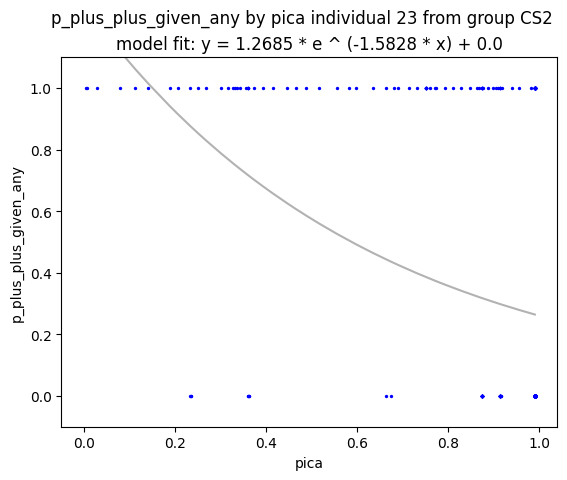 p_plus_plus_given_any by pica individual 23 from group CS2
model fit: y = 1.2685 * e ^ (-1.5828 * x) + 0.0
1.0
0.8
0.6
0.4
0.2
0.0
p_plus_plus_given_any
0.0 0.2 0.4 0.6 0.8 1.0
pica